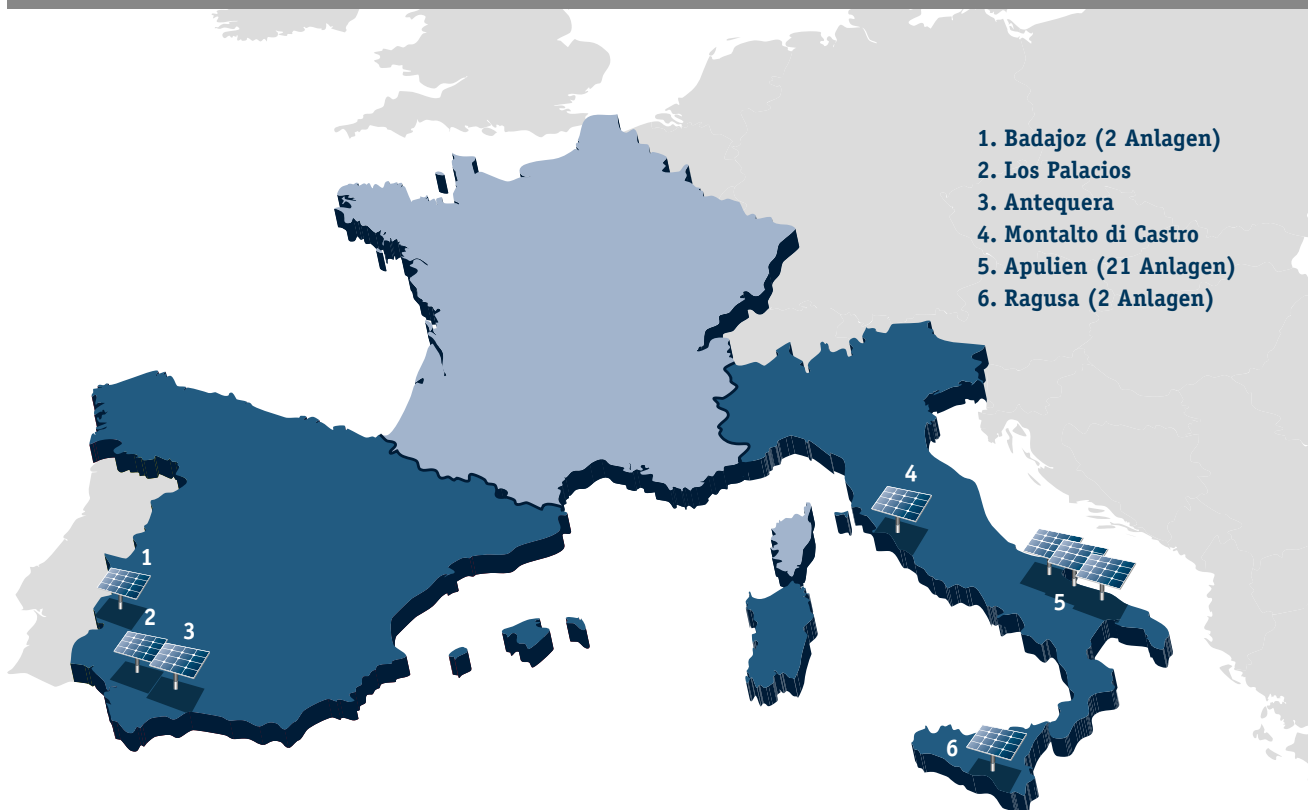 1. Badajoz (2 Anlagen)
2. Los Palacios
3. Antequera
4. Montalto di Castro
5. Apulien (21 Anlagen)
6. Ragusa (2 Anlagen)
4
1
5
2
3
6